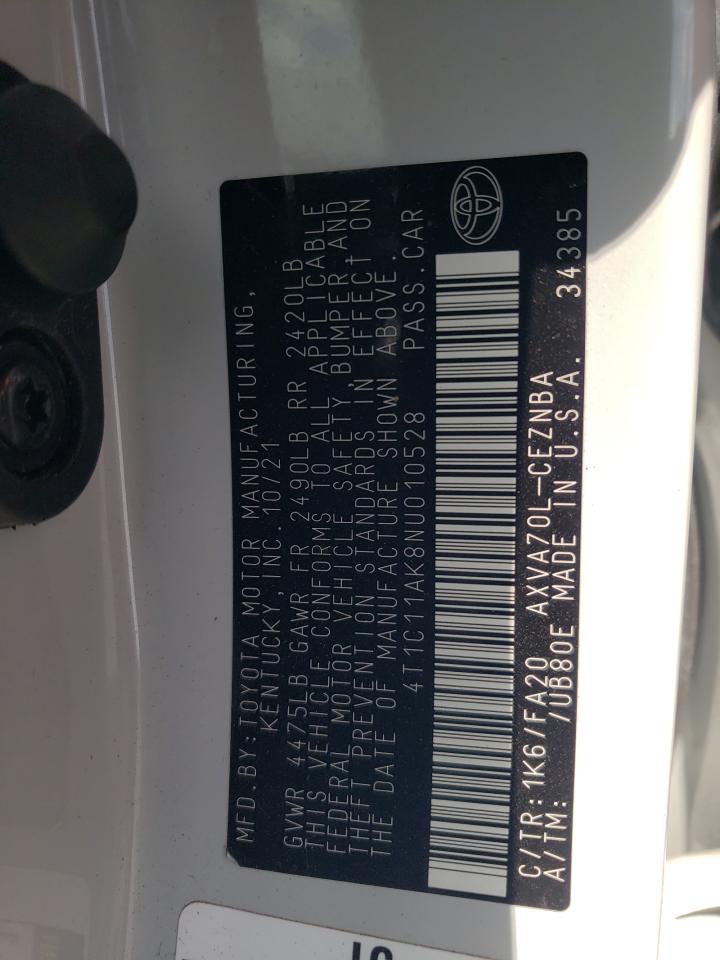 MFD.BY:TOYOTA MOTOR MANUFACTURING,
KENTUCKY, INC. 10/21
GVWR 4475LB GAWR FR 2490LB RR 2420LB
THIS VEHICLE CONFORMS TO ALL APPLICABLE
FEDERAL MOTOR VEHICLE SAFETY, BUMPER, AND
THEFT PREVENTION STANDARDS IN EFFECT ON
THE DATE OF MANUFACTURE SHOWN ABOVE.
4T1C11AK8NU010528 PASS.CAR
C/TR:1K6/FA20 AXVA70L-CEZNBA
A/TM: /UB80E MADE IN U.S.A. 34385